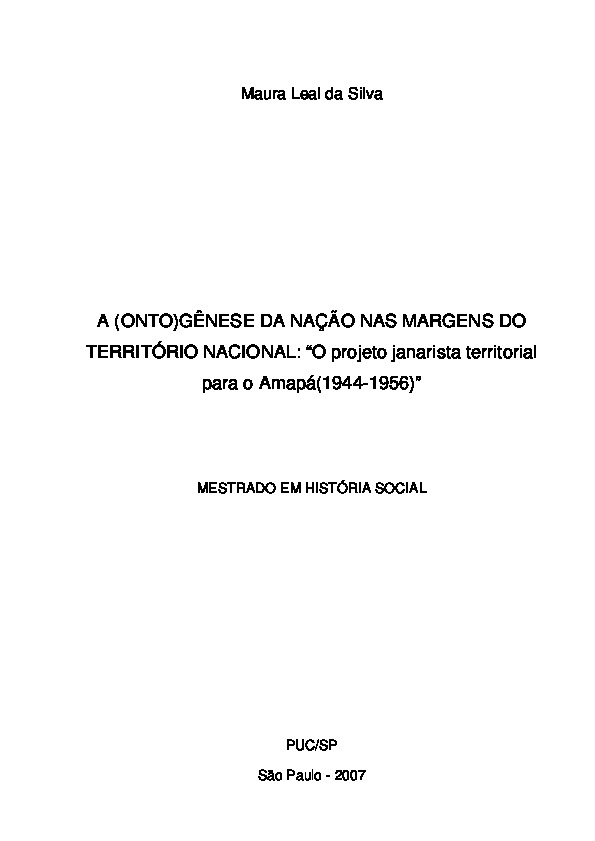 Maura Leal da Silva
A (ONTO)GÊNESE DA NAÇÃO NAS MARGENS DO
TERRITÓRIO NACIONAL: “O projeto janarista territorial
para o Amapá(1944-1956)”
MESTRADO EM HISTÓRIA SOCIAL
PUC/SP
São Paulo - 2007